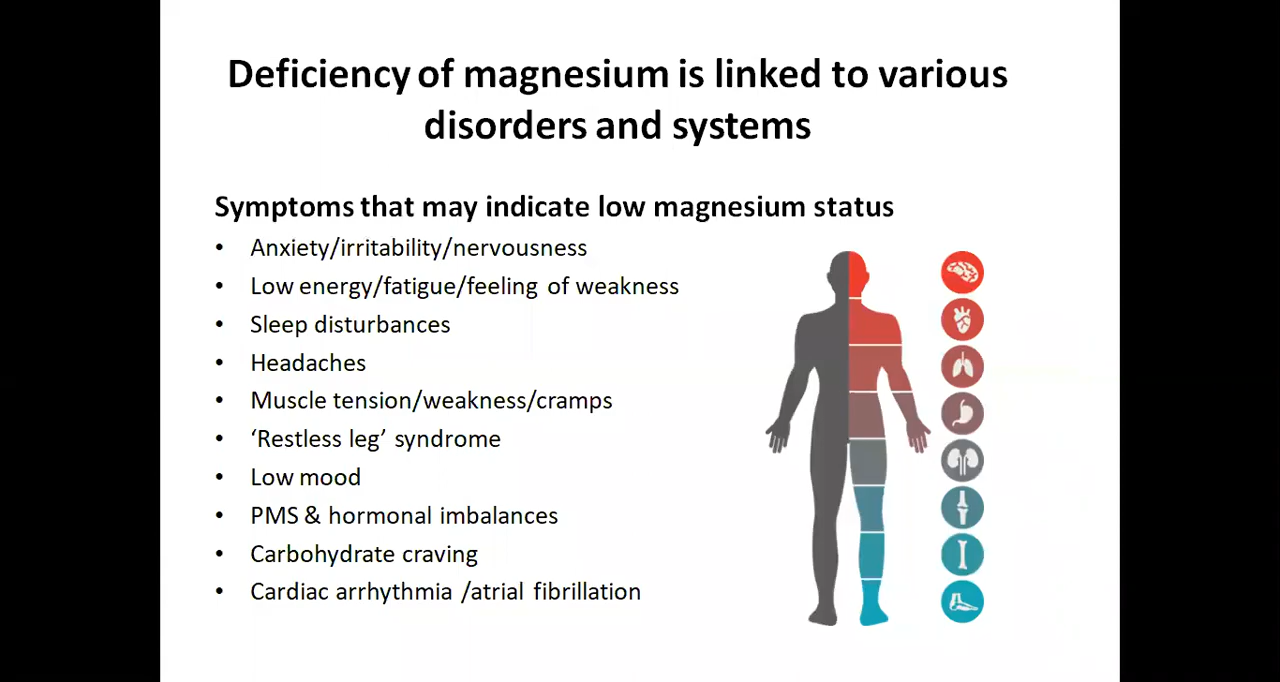 Deficiency of magnesium is linked to various
disorders and systems
Symptoms that may indicate low magnesium status
• Anxiety/irritability/nervousness
• Low energy/fatigue/feeling of weakness
• Sleep disturbances
• Headaches
• Muscle tension/weakness/cramps
• ‘Restless leg’ syndrome
• Low mood
• PMS & hormonal imbalances
• Carbohydrate craving
• Cardiac arrhythmia /atrial fibrillation